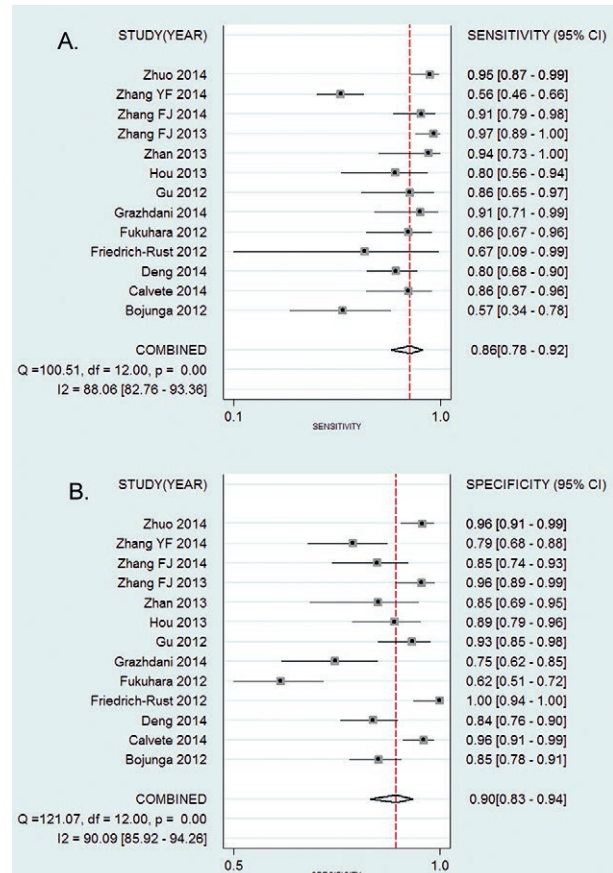 A.
STUDY(YEAR) SENSITIVITY (95% CI)
Zhuo 2014 0.95 [0.87 - 0.99]
Zhang YF 2014 0.56 [0.46 - 0.66]
Zhang FJ 2014 0.91 [0.79 - 0.98]
Zhang FJ 2013 0.97 [0.89 - 1.00]
Zhan 2013 0.94 [0.73 - 1.00]
Hou 2013 0.80 [0.56 - 0.94]
Gu 2012 0.86 [0.65 - 0.97]
Grazhdani 2014 0.91 [0.71 - 0.99]
Fukuhara 2012 0.86 [0.67 - 0.96]
Friedrich-Rust 2012 0.67 [0.09 - 0.99]
Deng 2014 0.80 [0.68 - 0.90]
Calvete 2014 0.86 [0.67 - 0.96]
Bojunga 2012 0.57 [0.34 - 0.78]
COMBINED 0.86[0.78 - 0.92]
Q =100.51, df = 12.00, p = 0.00
I2 = 88.06 [82.76 - 93.36]
0.1 1.0
SENSITIVITY
B.
STUDY(YEAR) SPECIFICITY (95% CI)
Zhuo 2014 0.96 [0.91 - 0.99]
Zhang YF 2014 0.79 [0.68 - 0.88]
Zhang FJ 2014 0.85 [0.74 - 0.93]
Zhang FJ 2013 0.96 [0.89 - 0.99]
Zhan 2013 0.85 [0.69 - 0.95]
Hou 2013 0.89 [0.79 - 0.96]
Gu 2012 0.93 [0.85 - 0.98]
Grazhdani 2014 0.75 [0.62 - 0.85]
Fukuhara 2012 0.62 [0.51 - 0.72]
Friedrich-Rust 2012 1.00 [0.94 - 1.00]
Deng 2014 0.84 [0.76 - 0.90]
Calvete 2014 0.96 [0.91 - 0.99]
Bojunga 2012 0.85 [0.78 - 0.91]
COMBINED 0.90[0.83 - 0.94]
Q =121.07, df = 12.00, p = 0.00
I2 = 90.09 [85.92 - 94.26]
0.5 1.0
SPECIFICITY